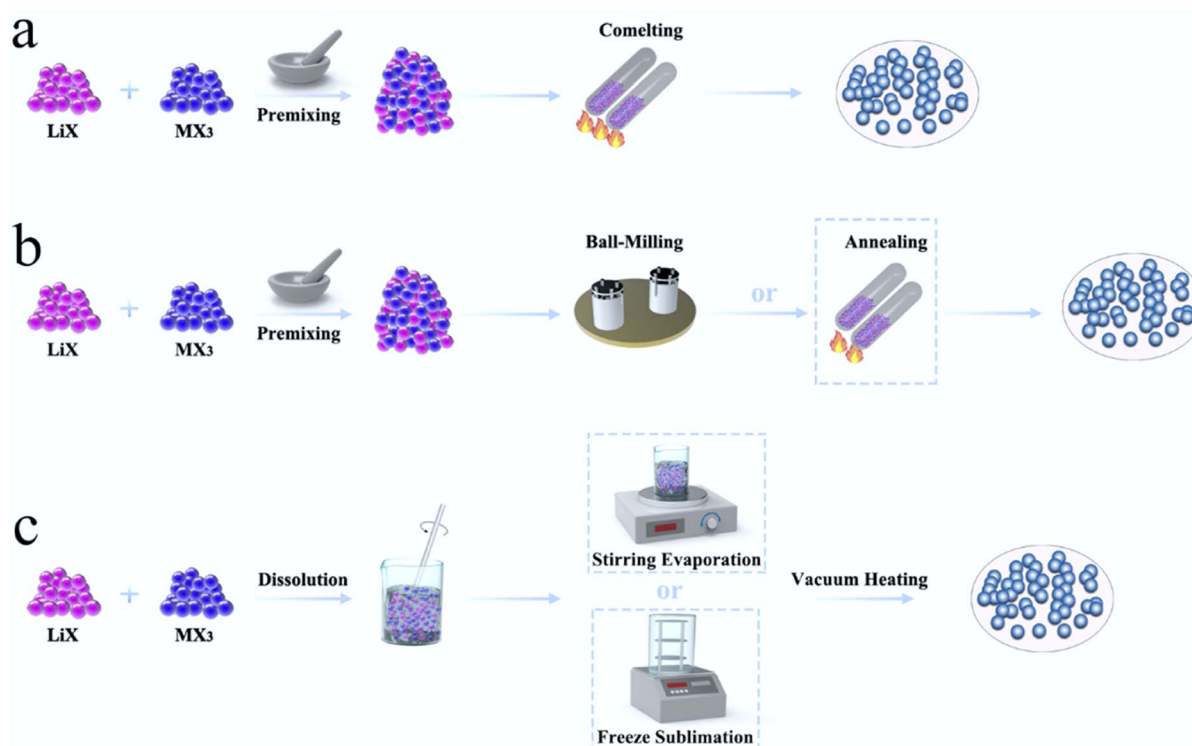 a
Comelting
LiX + MX₃
Premixing
b
Ball-Milling
or
Annealing
LiX + MX₃
Premixing
c
Stirring Evaporation
or
Freeze Sublimation
Dissolution
Vacuum Heating
LiX + MX₃